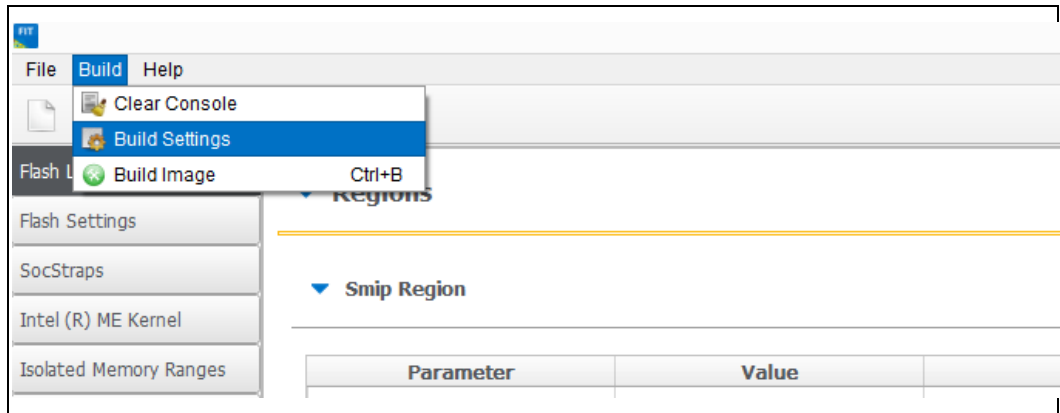 FIT
File Build Help
Clear Console
Build Settings
Build Image Ctrl+B
Flash L
Regions
Flash Settings
SocStraps
Smip Region
Intel (R) ME Kernel
Isolated Memory Ranges
Parameter Value